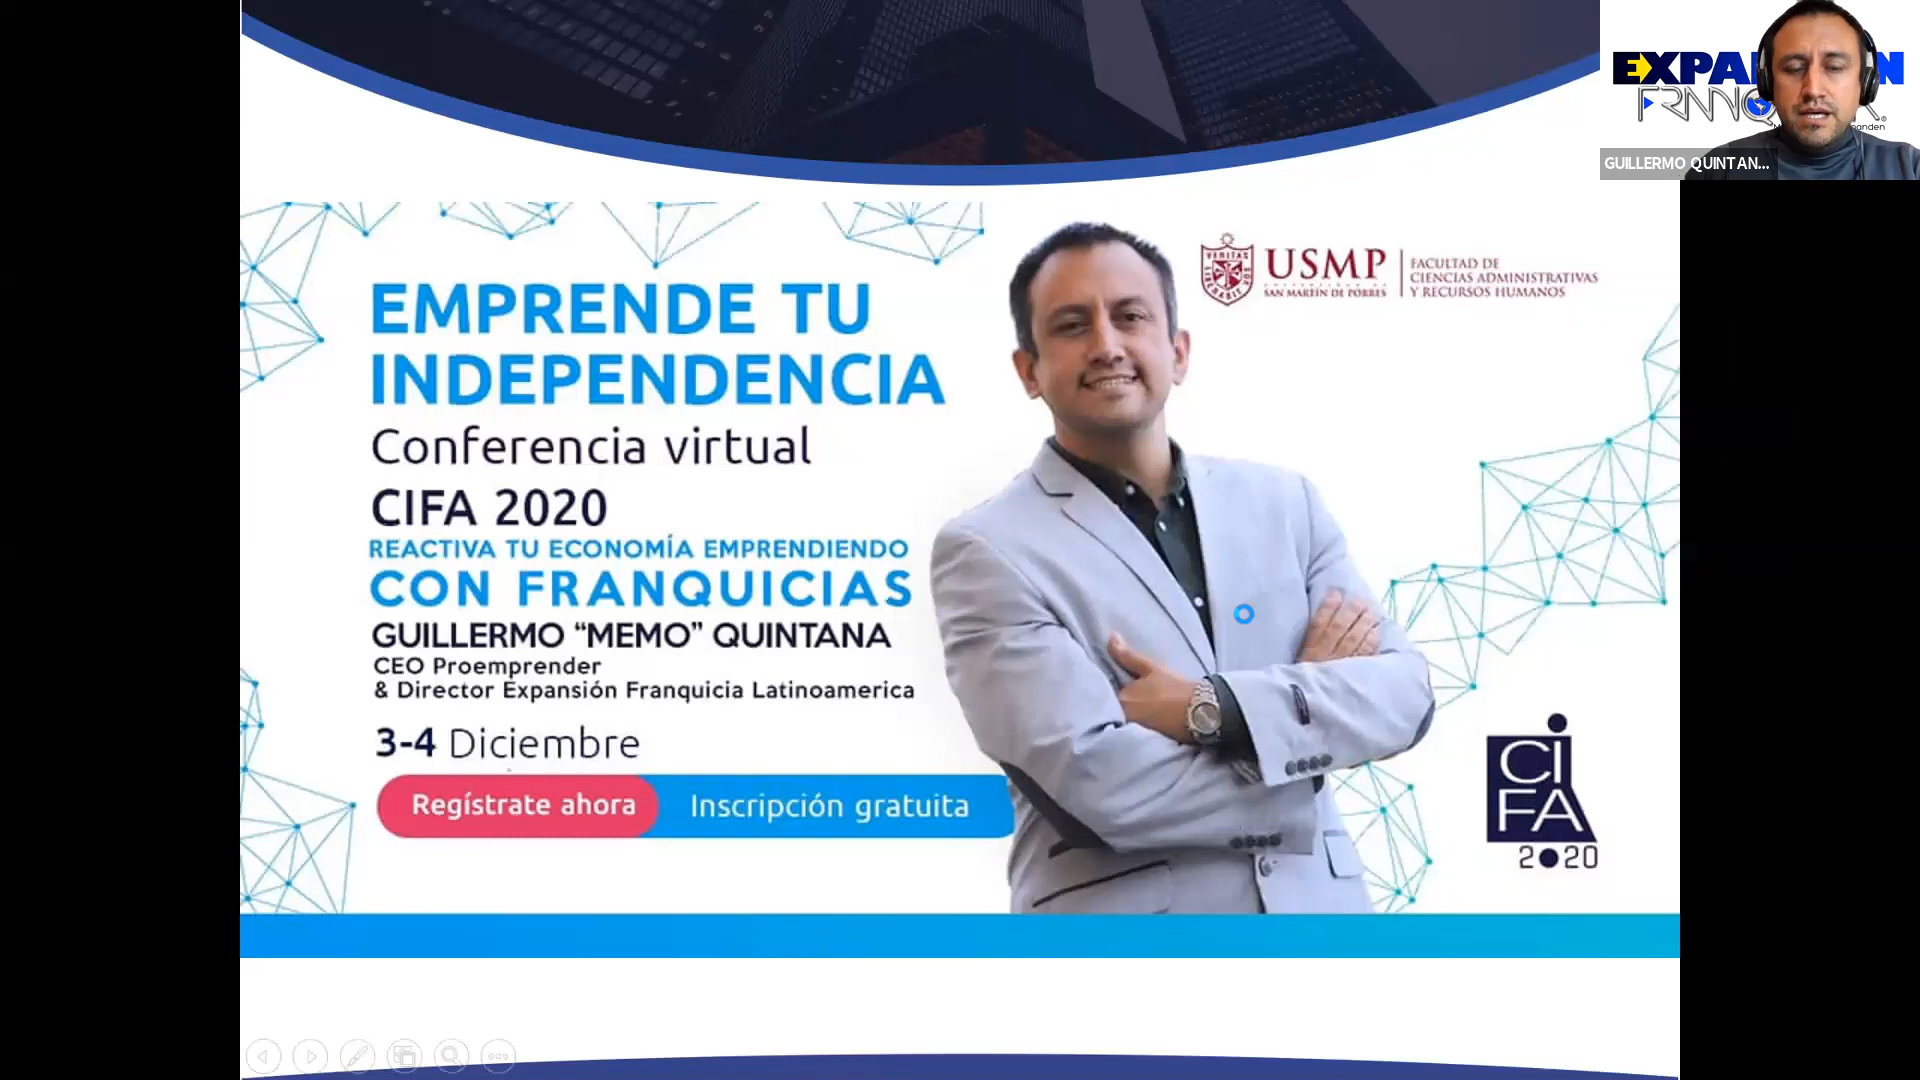 EMPRENDE TU
INDEPENDENCIA
Conferencia virtual
CIFA 2020
REACTIVA TU ECONOMÍA EMPRENDIENDO
CON FRANQUICIAS
GUILLERMO “MEMO” QUINTANA
CEO Proemprender
& Director Expansión Franquicia Latinoamerica
3-4 Diciembre
Regístrate ahora
Inscripción gratuita
VERITAS
USMP
SAN MARTÍN DE PORRES
FACULTAD DE
CIENCIAS ADMINISTRATIVAS
Y RECURSOS HUMANOS
CI
FA
2020
GUILLERMO QUINTAN...